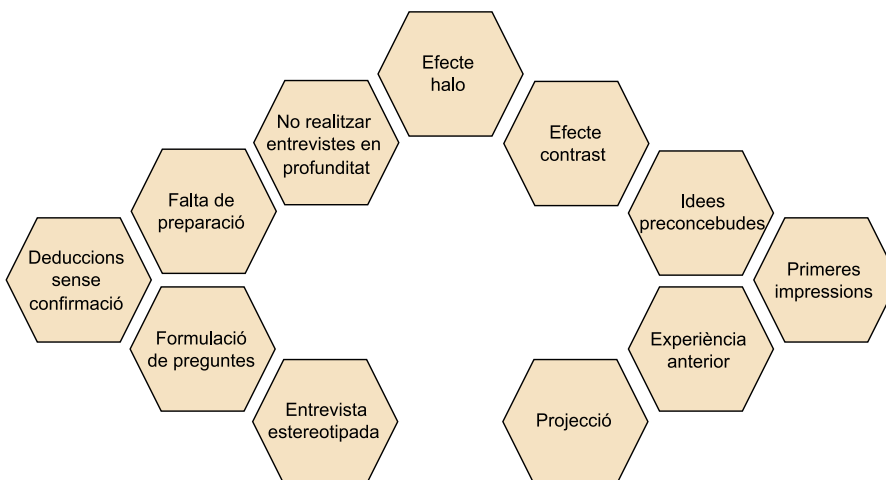 Efecte
halo
No realitzar
entrevistes en
profunditat
Efecte
contrast
Falta de
preparació
Idees
preconcebudes
Deduccions
sense
confirmació
Primeres
impressions
Formulació
de preguntes
Experiència
anterior
Entrevista
estereotipada
Projecció